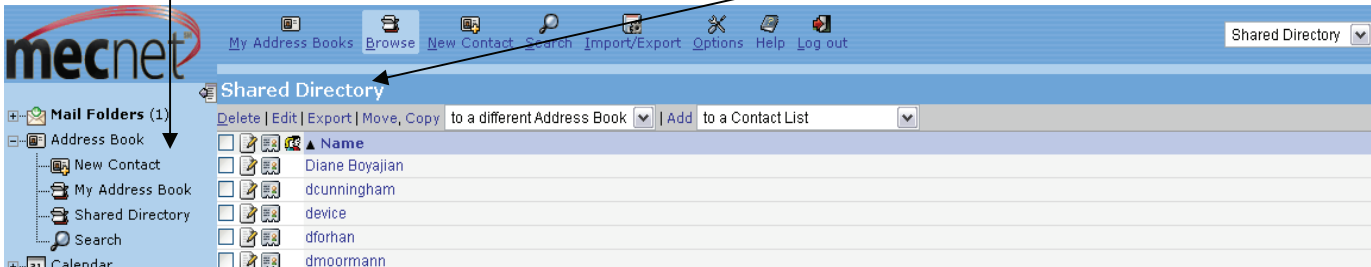 mecnet
My Address Books Browse New Contact Search Import/Export Options Help Log out
Shared Directory
Shared Directory
Mail Folders (1)
Delete | Edit | Export | Move, Copy to a different Address Book | Add to a Contact List
Address Book
▲ Name
New Contact
Diane Boyajian
My Address Book
dcunningham
Shared Directory
device
Search
dforhan
31 Calendar
dmoormann